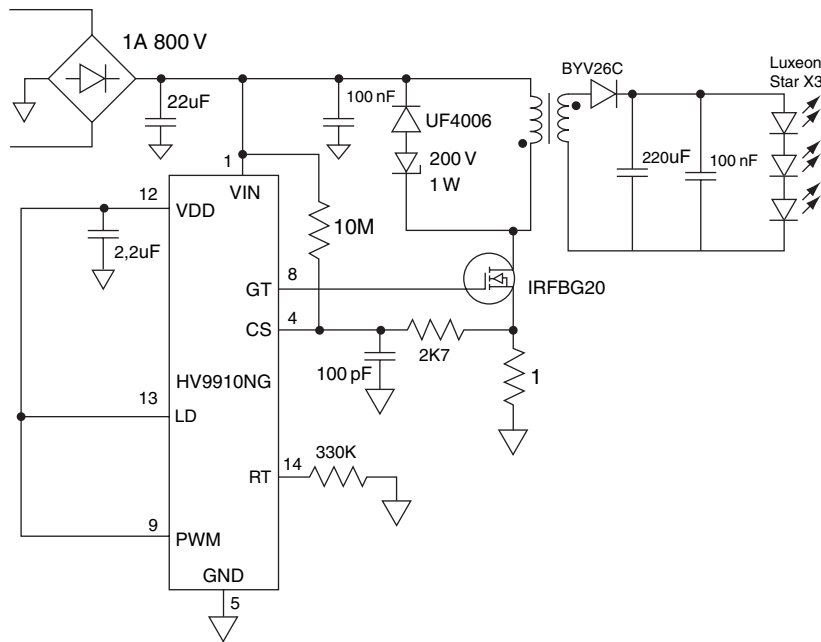 1A 800 V
22uF
100 nF
UF4006
200 V
1 W
BYV26C
Luxeon
Star X3
220uF
100 nF
1
VIN
12
VDD
2,2uF
10M
8
GT
IRFBG20
4
CS
2K7
100 pF
1
HV9910NG
13
LD
330K
14
RT
9
PWM
GND
5